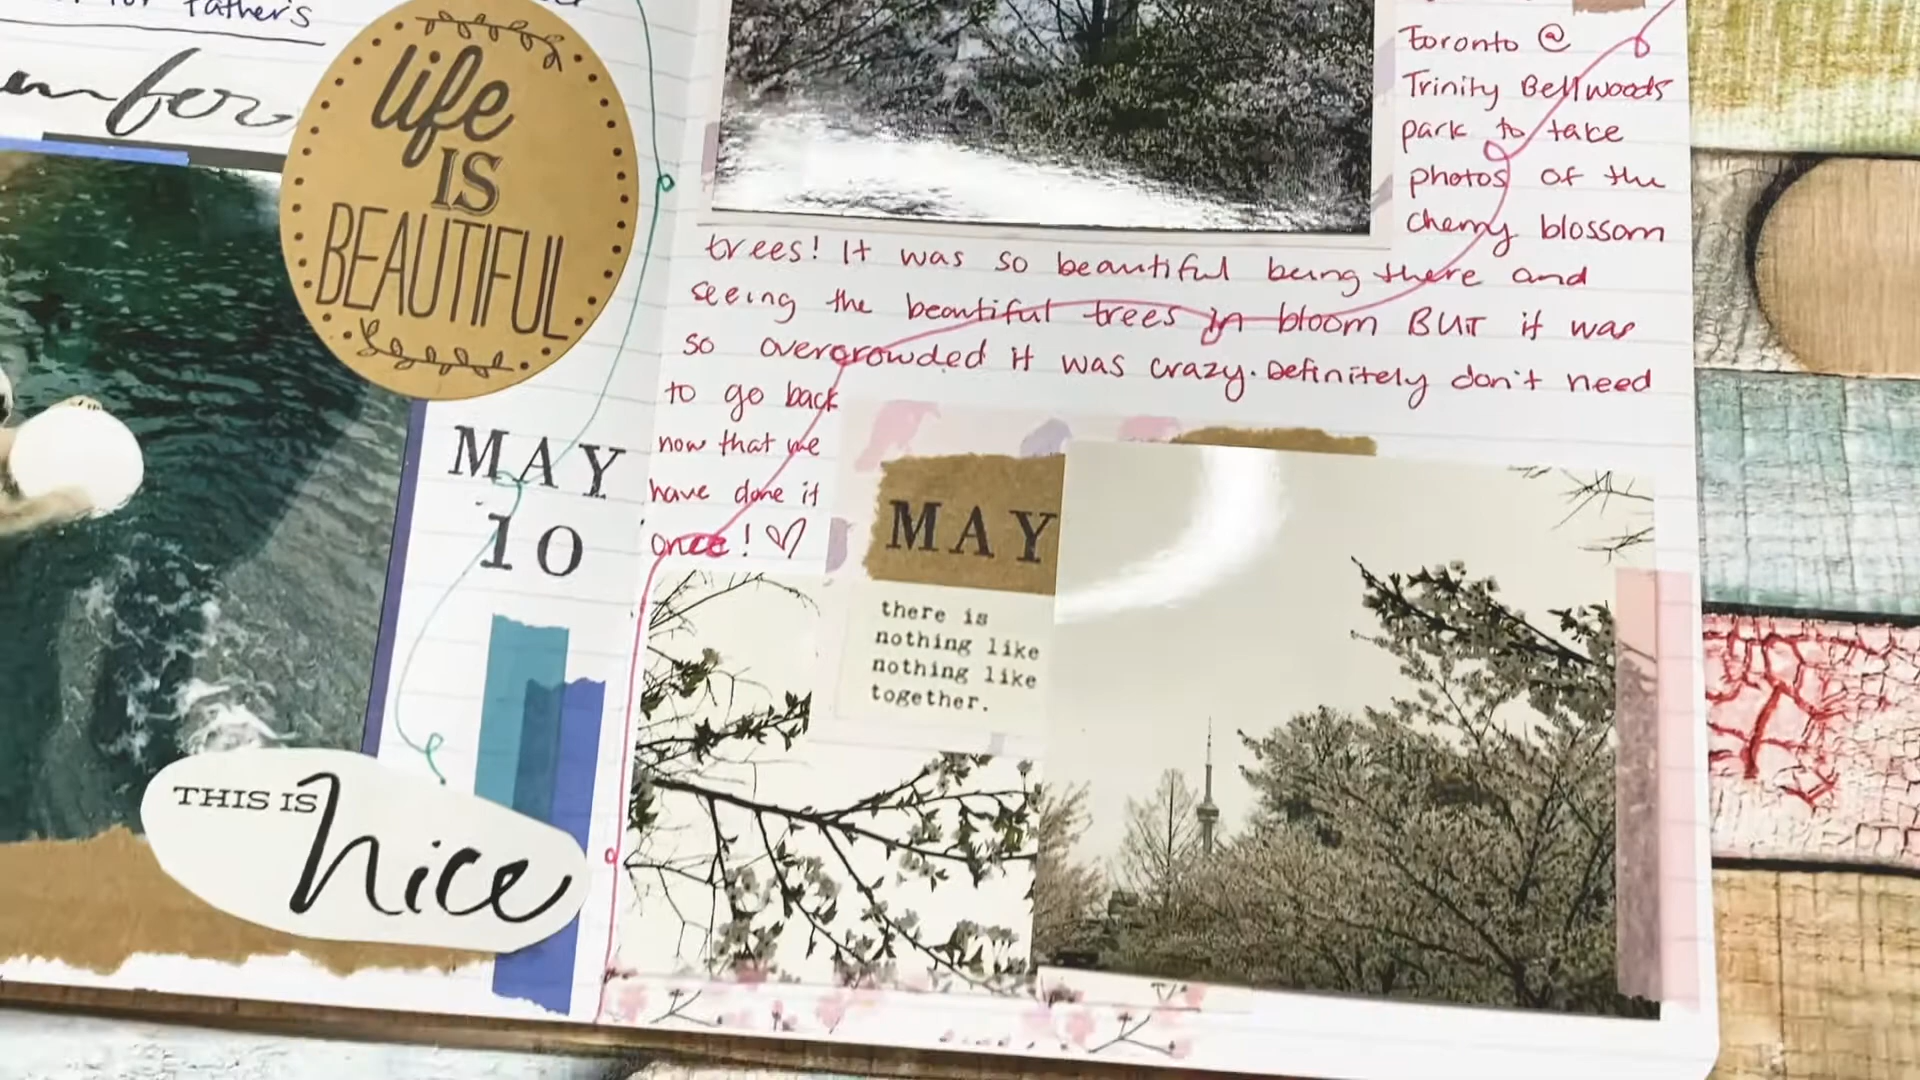 for Father's
life
IS
BEAUTIFUL
MAY
10
THIS IS
nice
Toronto @
Trinity Bellwoods
park to take
photos of the
cherry blossom
trees! It was so beautiful being there and
seeing the beautiful trees in bloom BUT it was
so overcrowded it was crazy. Definitely don't need
to go back
now that we
have done it
once! ♡
MAY
there is
nothing like
nothing like
together.